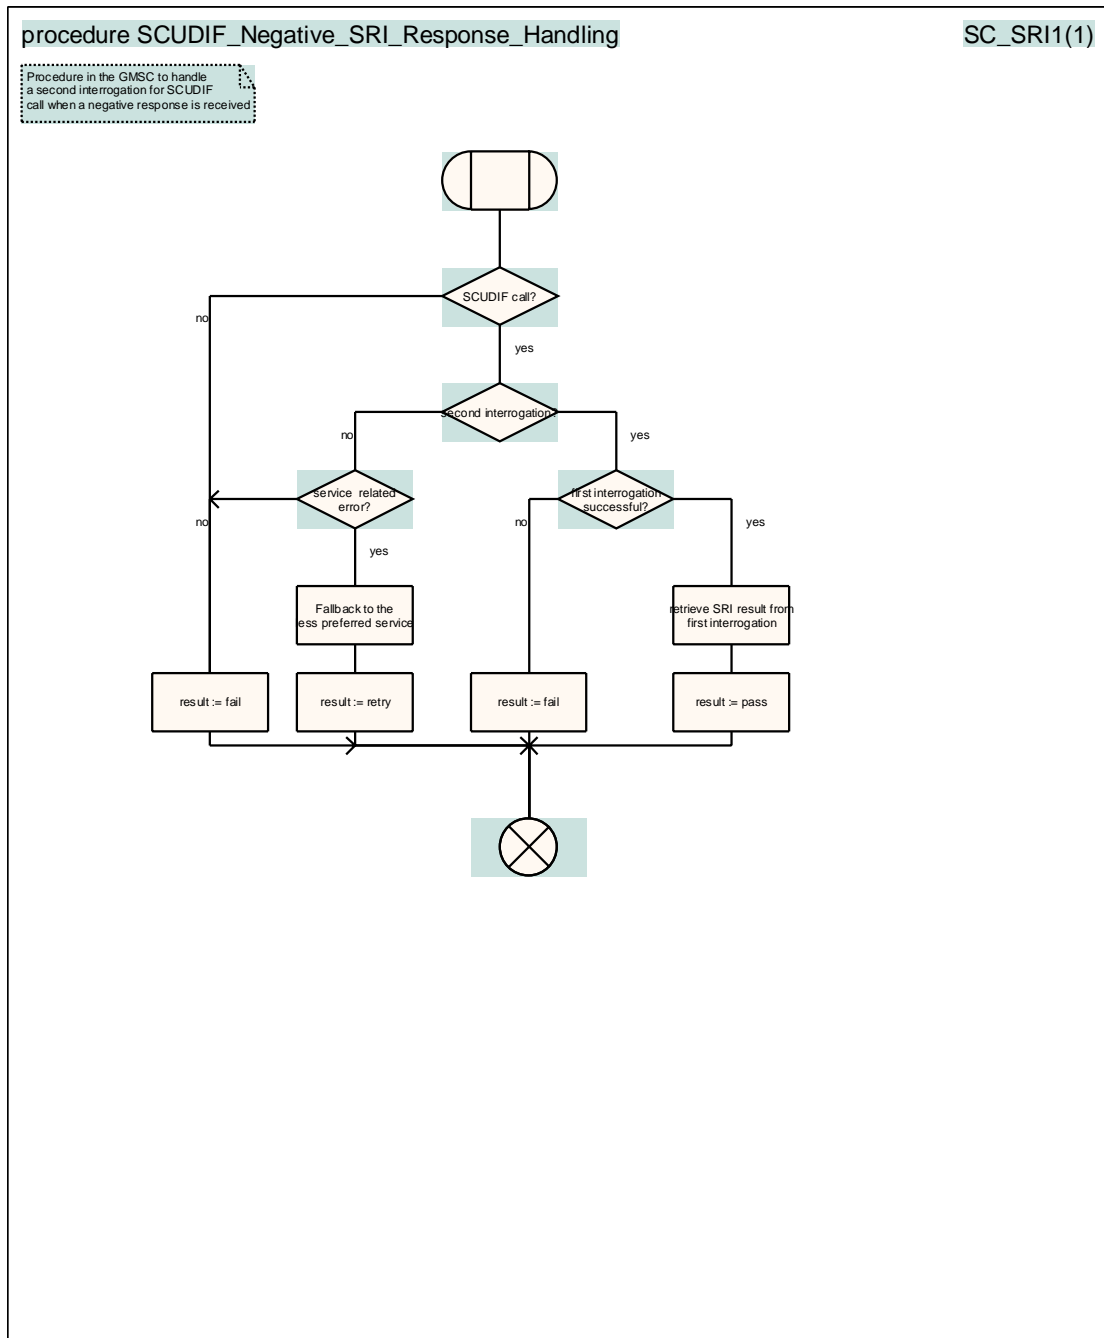 procedure SCUDIF_Negative_SRI_Response_Handling
SC_SRI1(1)
Procedure in the GMSC to handle
a second interrogation for SCUDIF
call when a negative response is received
SCUDIF call?
no
yes
second interrogation?
no
yes
service related
error?
first interrogation
successful?
no
yes
no
yes
Fallback to the
ess preferred service
retrieve SRI result from
first interrogation
result := fail
result := retry
result := fail
result := pass